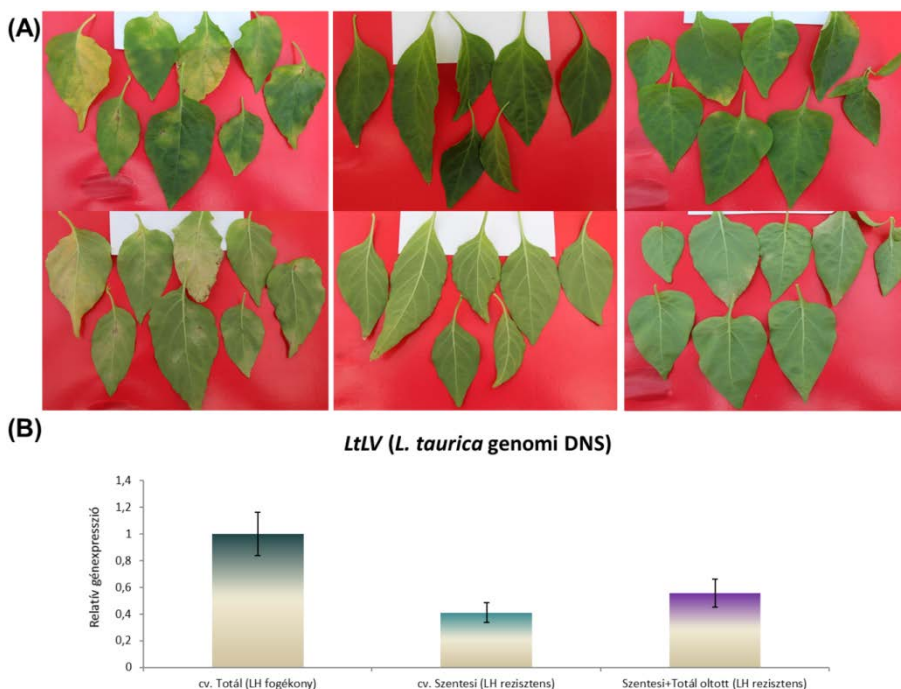 (A)
(B)
LtLV (L. taurica genomi DNS)
Relatív génexpresszió
1,4
1,2
1
0,8
0,6
0,4
0,2
0
cv. Totál (LH fogékony)
cv. Szentesi (LH rezisztens)
Szentesi+Totál oltott (LH rezisztens)